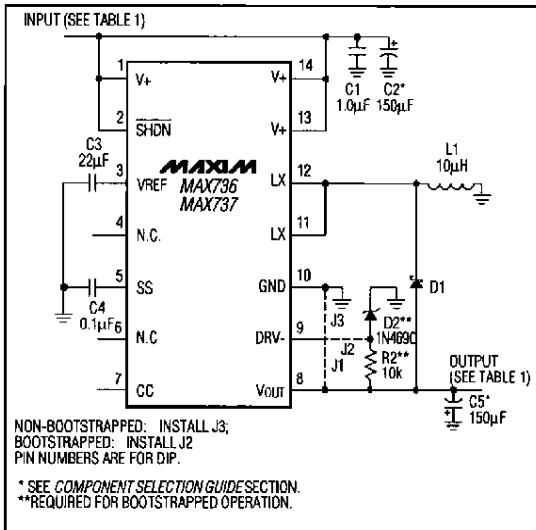 INPUT (SEE TABLE 1)
1 V+
2 SHDN
C3
22µF
3 VREF
4 N.C.
5 SS
C4
0.1µF
6 N.C
7 CC
MAXIM
MAX736
MAX737
V+ 14
V+ 13
LX 12
LX 11
GND 10
DRV- 9
VOUT 8
C1
1.0µF
+
C2*
150µF
L1
10µH
D1
J3
J2
J1
D2**
R2**
10k
OUTPUT
(SEE TABLE 1)
C5*
+
150µF
NON-BOOTSTRAPPED: INSTALL J3;
BOOTSTRAPPED: INSTALL J2
PIN NUMBERS ARE FOR DIP.
* SEE COMPONENT SELECTION GUIDE SECTION.
**REQUIRED FOR BOOTSTRAPPED OPERATION.